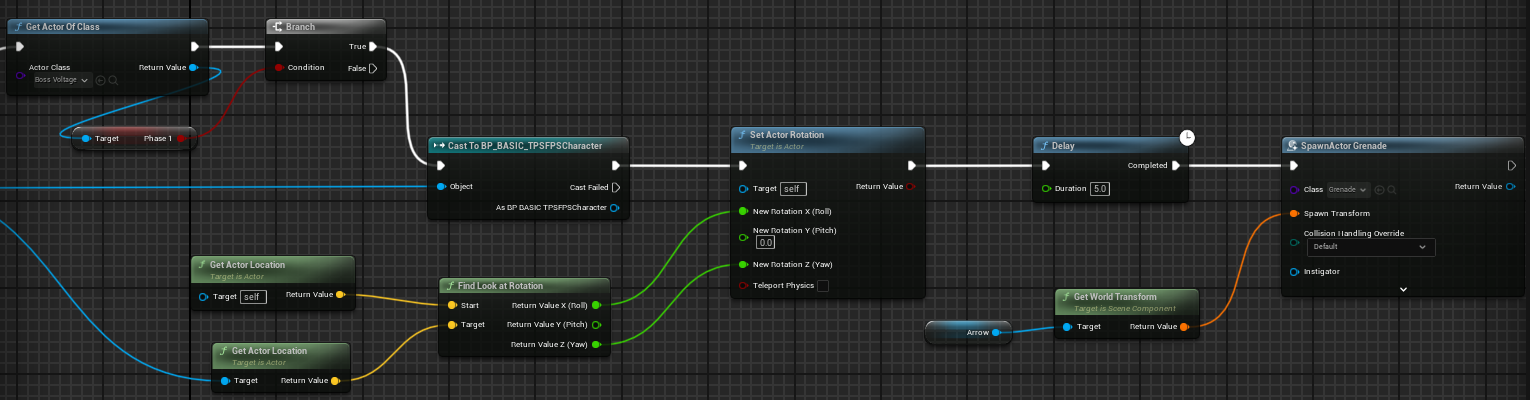 Get Actor Of Class
Actor Class
Boss Voltage
Return Value
Target
Phase 1
Branch
Condition
True
False
Cast To BP_BASIC_TPSFPSCharacter
Object
Cast Failed
As BP BASIC TPSFPSCharacter
Get Actor Location
Target is Actor
Target self
Return Value
Get Actor Location
Target is Actor
Target
Return Value
Find Look at Rotation
Start
Target
Return Value X (Roll)
Return Value Y (Pitch)
Return Value Z (Yaw)
Set Actor Rotation
Target is Actor
Target self
Return Value
New Rotation X (Roll)
New Rotation Y (Pitch)
0.0
New Rotation Z (Yaw)
Teleport Physics
Delay
Completed
Duration 5.0
Arrow
Get World Transform
Target is Scene Component
Target
Return Value
SpawnActor Grenade
Class Grenade
Return Value
Spawn Transform
Collision Handling Override
Default
Instigator